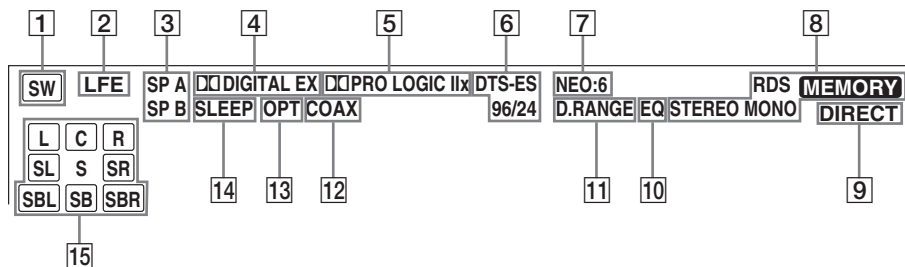 1 2 3 4 5 6 7 8
SW LFE SP A DIGITAL EX PRO LOGIC IIx DTS-ES NEO:6 RDS MEMORY
SP B SLEEP OPT COAX 96/24 D.RANGE EQ STEREO MONO DIRECT
L C R
SL S SR
SBL SB SBR
14 13 12 11 10 9
15